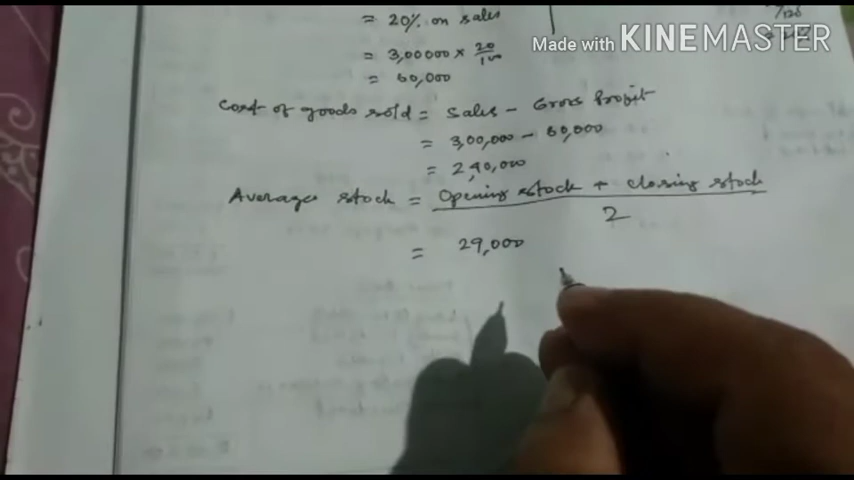 = 20% on sales
= 3,00000 × 20/100
= 60,000
Cost of goods sold = Sales - Gross Profit
= 3,00,000 - 60,000
= 2,40,000
Average stock = Opening stock + closing stock
2
= 29,000
Made with KINEMASTER